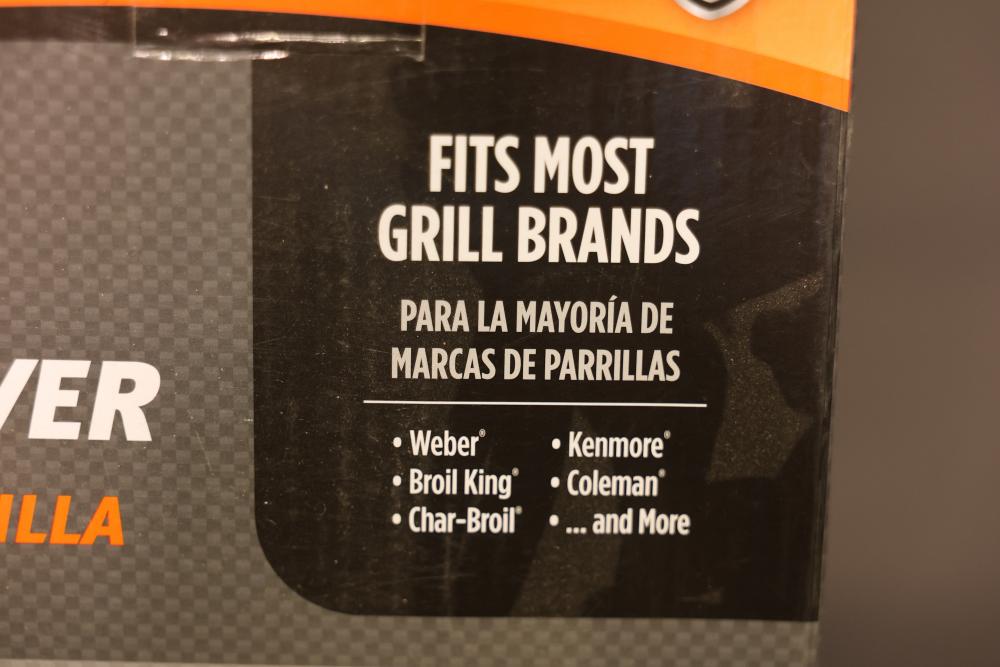 FITS MOST
GRILL BRANDS
PARA LA MAYORÍA DE
MARCAS DE PARRILLAS
• Weber® • Kenmore®
• Broil King® • Coleman®
• Char-Broil® • ... and More
VER
ILLA